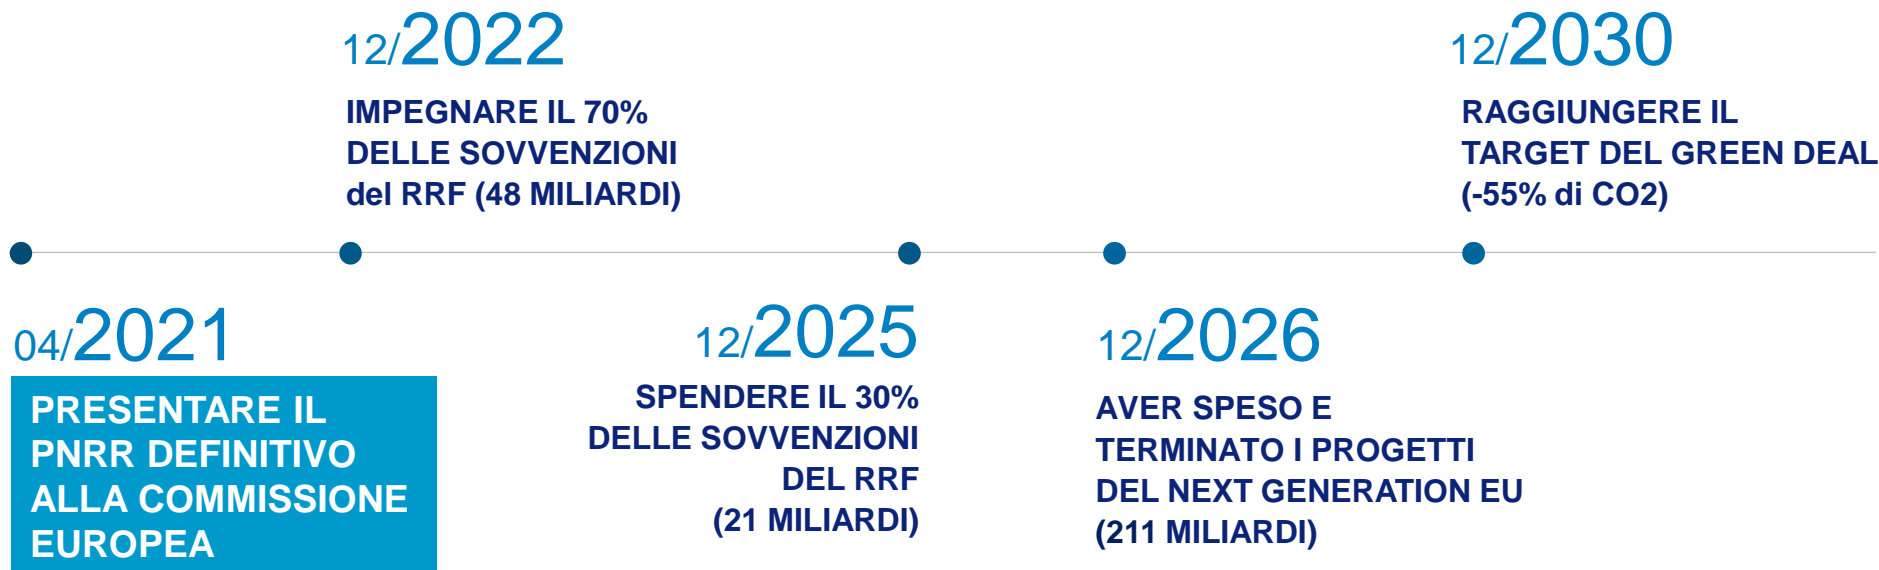 12/2022
IMPEGNARE IL 70%
DELLE SOVVENZIONI
del RRF (48 MILIARDI)
12/2030
RAGGIUNGERE IL
TARGET DEL GREEN DEAL
(-55% di CO2)
04/2021
PRESENTARE IL
PNRR DEFINITIVO
ALLA COMMISSIONE
EUROPEA
12/2025
SPENDERE IL 30%
DELLE SOVVENZIONI
DEL RRF
(21 MILIARDI)
12/2026
AVER SPESO E
TERMINATO I PROGETTI
DEL NEXT GENERATION EU
(211 MILIARDI)